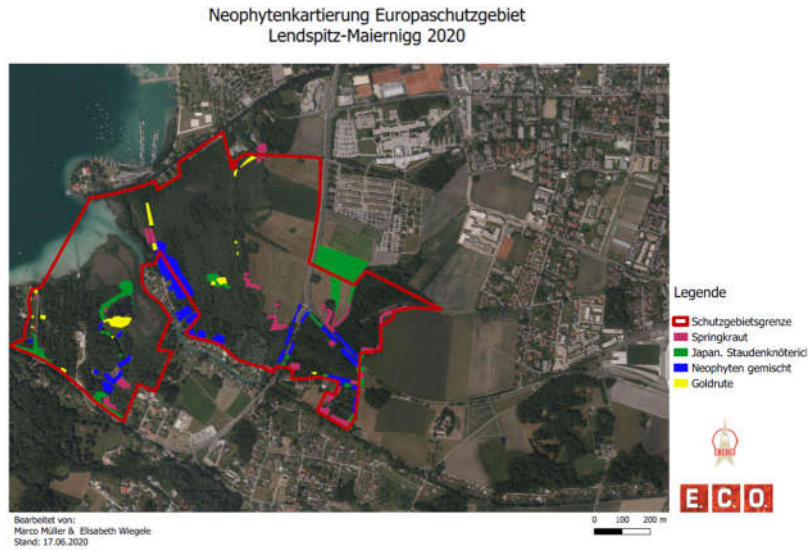 Neophytenkartierung Europaschutzgebiet
Lendspitz-Maiernigg 2020
Legende
Schutzgebietsgrenze
Springkraut
Japan. Staudenknöterich
Neophyten gemischt
Goldrute
E.C.O.
Bearbeitet von:
Marco Müller & Elisabeth Wiegele
Stand: 17.06.2020
0 100 200 m